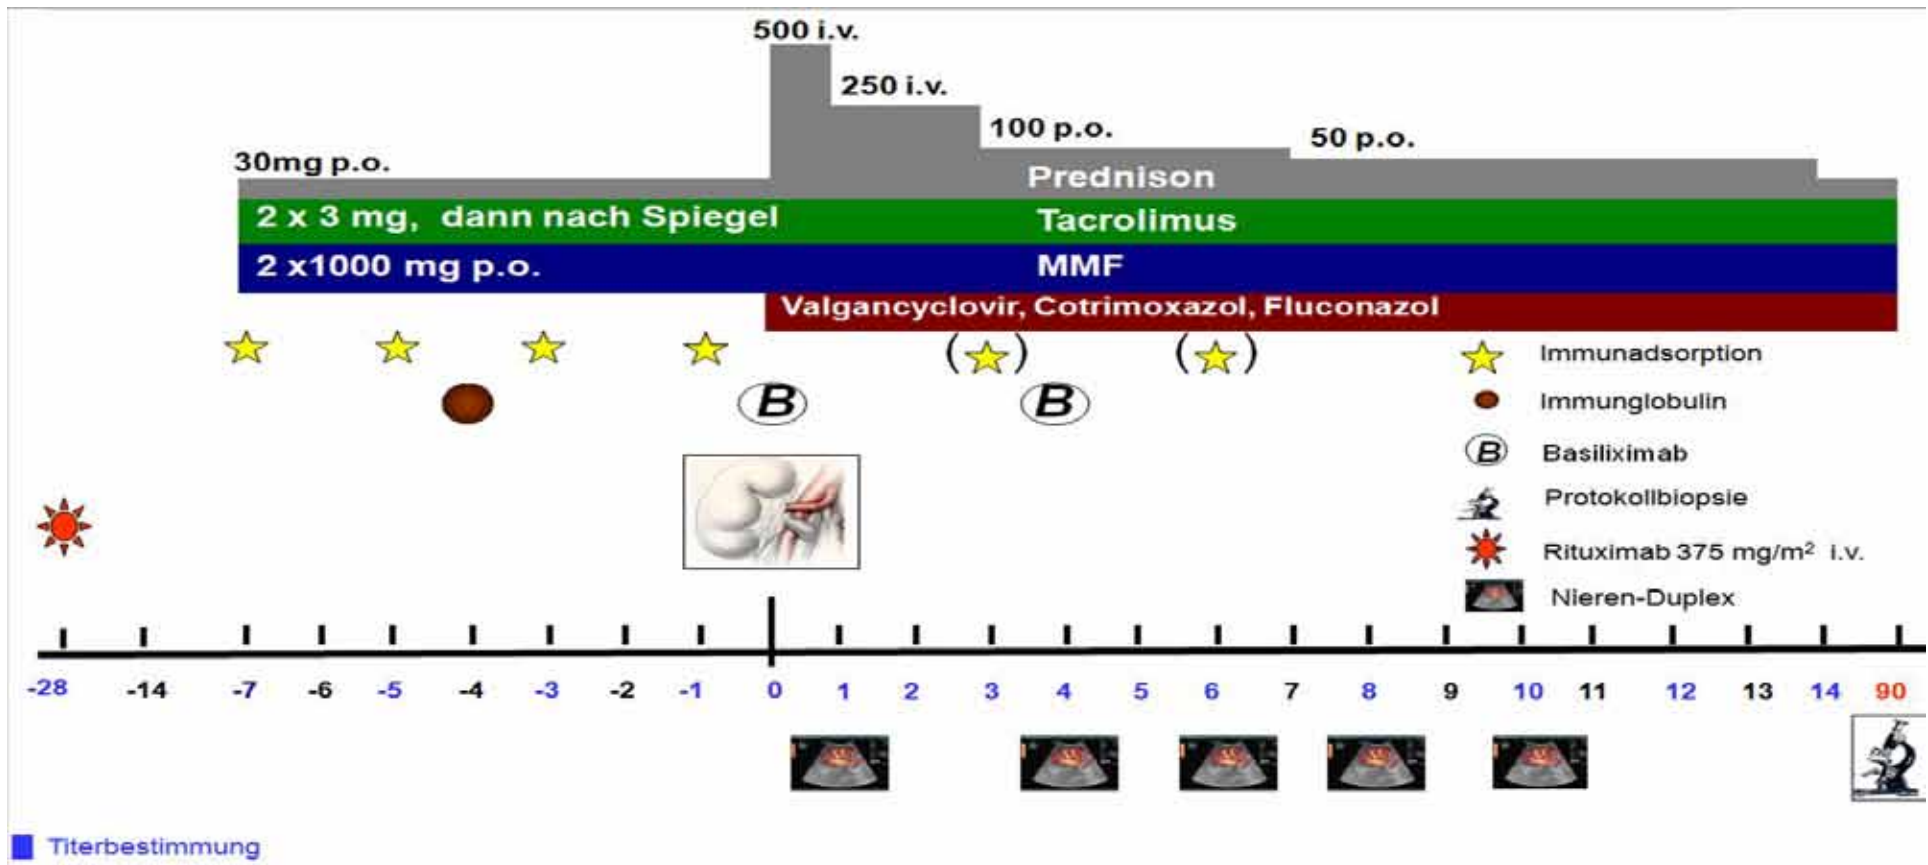 500 i.v.
250 i.v.
100 p.o.
50 p.o.
30mg p.o.
Prednison
2 x 3 mg, dann nach Spiegel Tacrolimus
2 x1000 mg p.o. MMF
Valgancyclovir, Cotrimoxazol, Fluconazol
( ) ( ) Immunadsorption
B B Immunglobulin
B Basiliximab
Protokollbiopsie
Rituximab 375 mg/m² i.v.
Nieren-Duplex
-28 -14 -7 -6 -5 -4 -3 -2 -1 0 1 2 3 4 5 6 7 8 9 10 11 12 13 14 90
Titerbestimmung